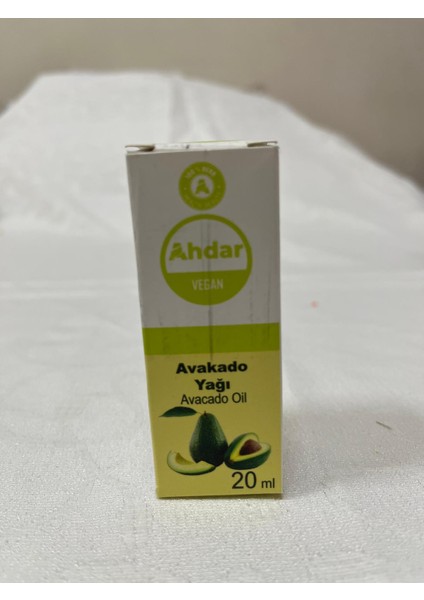 Ahdar
VEGAN
Avakado
Yağı
Avacado Oil
20 ml